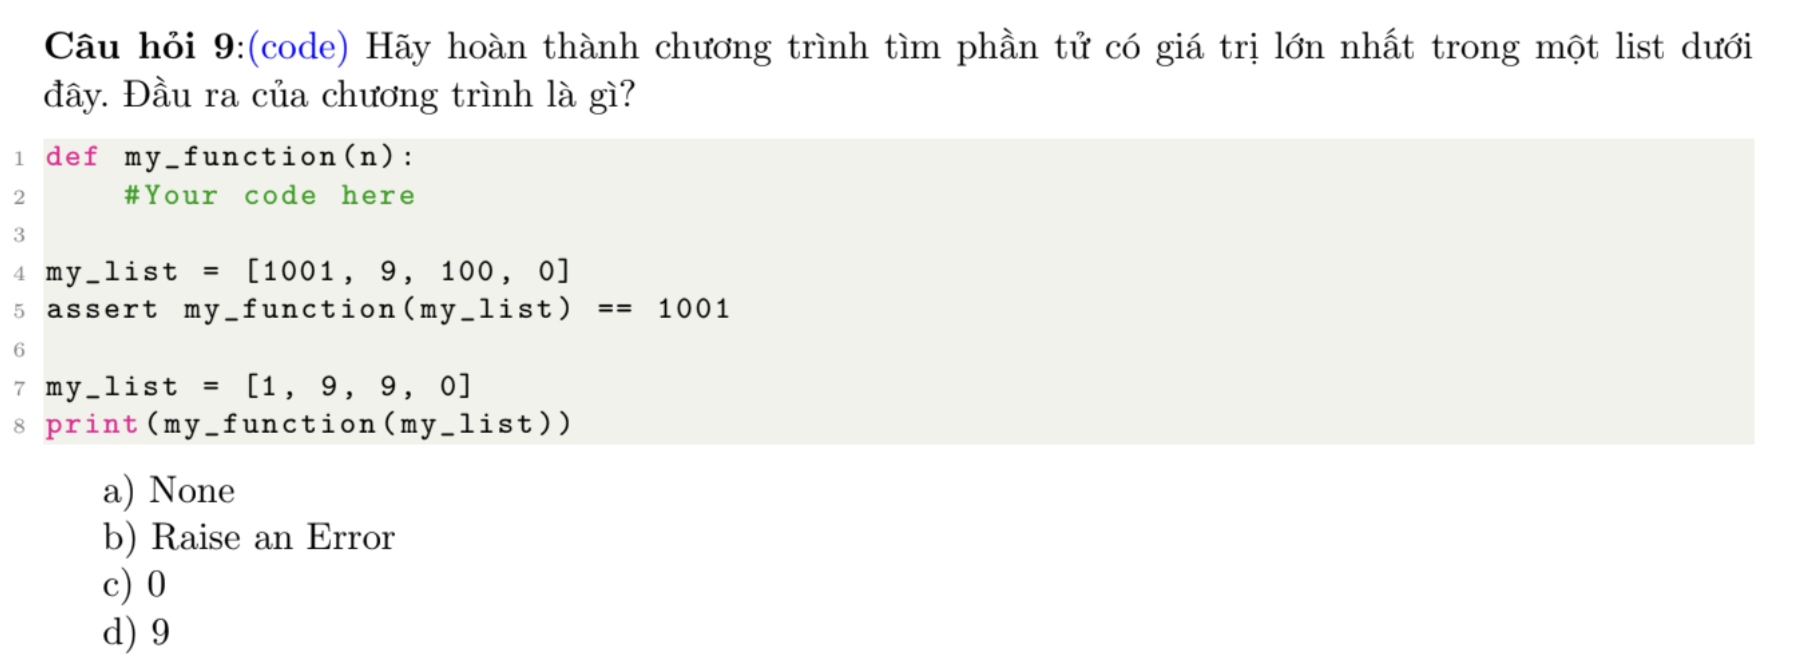 Câu hỏi 9:(code) Hãy hoàn thành chương trình tìm phần tử có giá trị lớn nhất trong một list dưới
đây. Đầu ra của chương trình là gì?
1 def my_function(n):
2 #Your code here
3
4 my_list = [1001, 9, 100, 0]
5 assert my_function(my_list) == 1001
6
7 my_list = [1, 9, 9, 0]
8 print(my_function(my_list))
a) None
b) Raise an Error
c) 0
d) 9